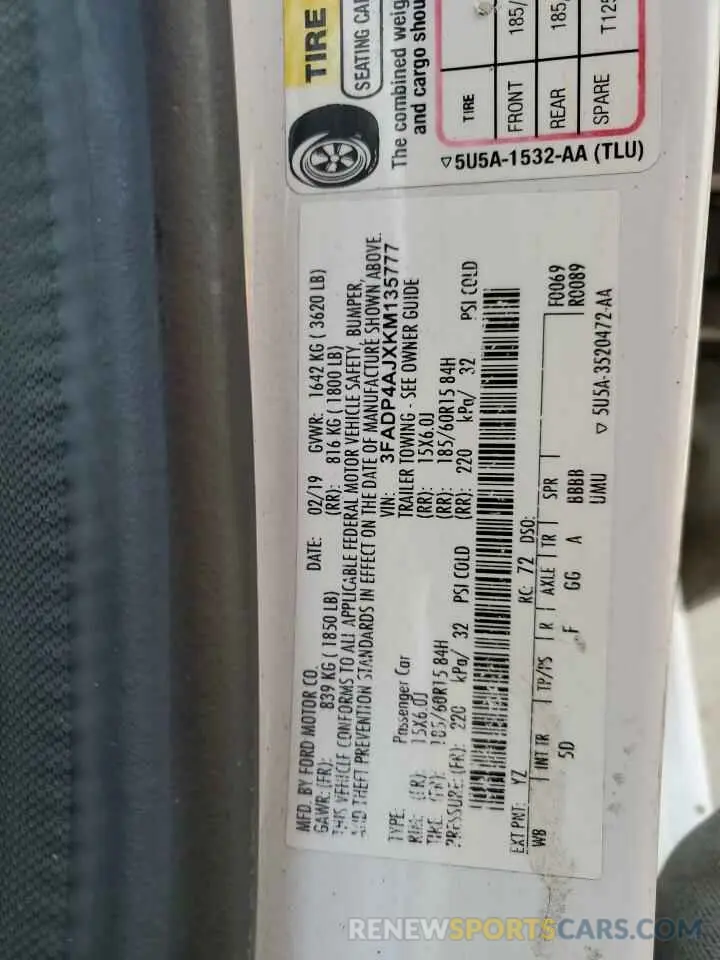 TIRE
SEATING CA
The combined weig
and cargo shou
TIRE
FRONT 185/
REAR 185
SPARE T125
5U5A-1532-AA (TLU)
MFD. BY FORD MOTOR CO.
DATE: 02/19 GVWR: 1642 KG ( 3620 LB)
GAWR: (FR): 839 KG ( 1850 LB) (RR): 816 KG ( 1800 LB)
THIS VEHICLE CONFORMS TO ALL APPLICABLE FEDERAL MOTOR VEHICLE SAFETY, BUMPER,
AND THEFT PREVENTION STANDARDS IN EFFECT ON THE DATE OF MANUFACTURE SHOWN ABOVE.
VIN: 3FADP4AJXKM135777
TYPE: Passenger Car TRAILER TOWING - SEE OWNER GUIDE
RIM: (FR): 15X6.0J (RR): 15X6.0J
TIRE (FR): 185/60R15 84H (RR): 185/60R15 84H
PRESSURE: (FR): 220 kPa/ 32 PSI COLD (RR): 220 kPa/ 32 PSI COLD
EXT PNT: YZ RC: 72 DSO:
WB INT TR TP/PS R AXLE TR SPR F0069
5D F GG A BBBB R0089
UMU 5U5A-3520472-AA
RENEWSPORTSCARS.COM